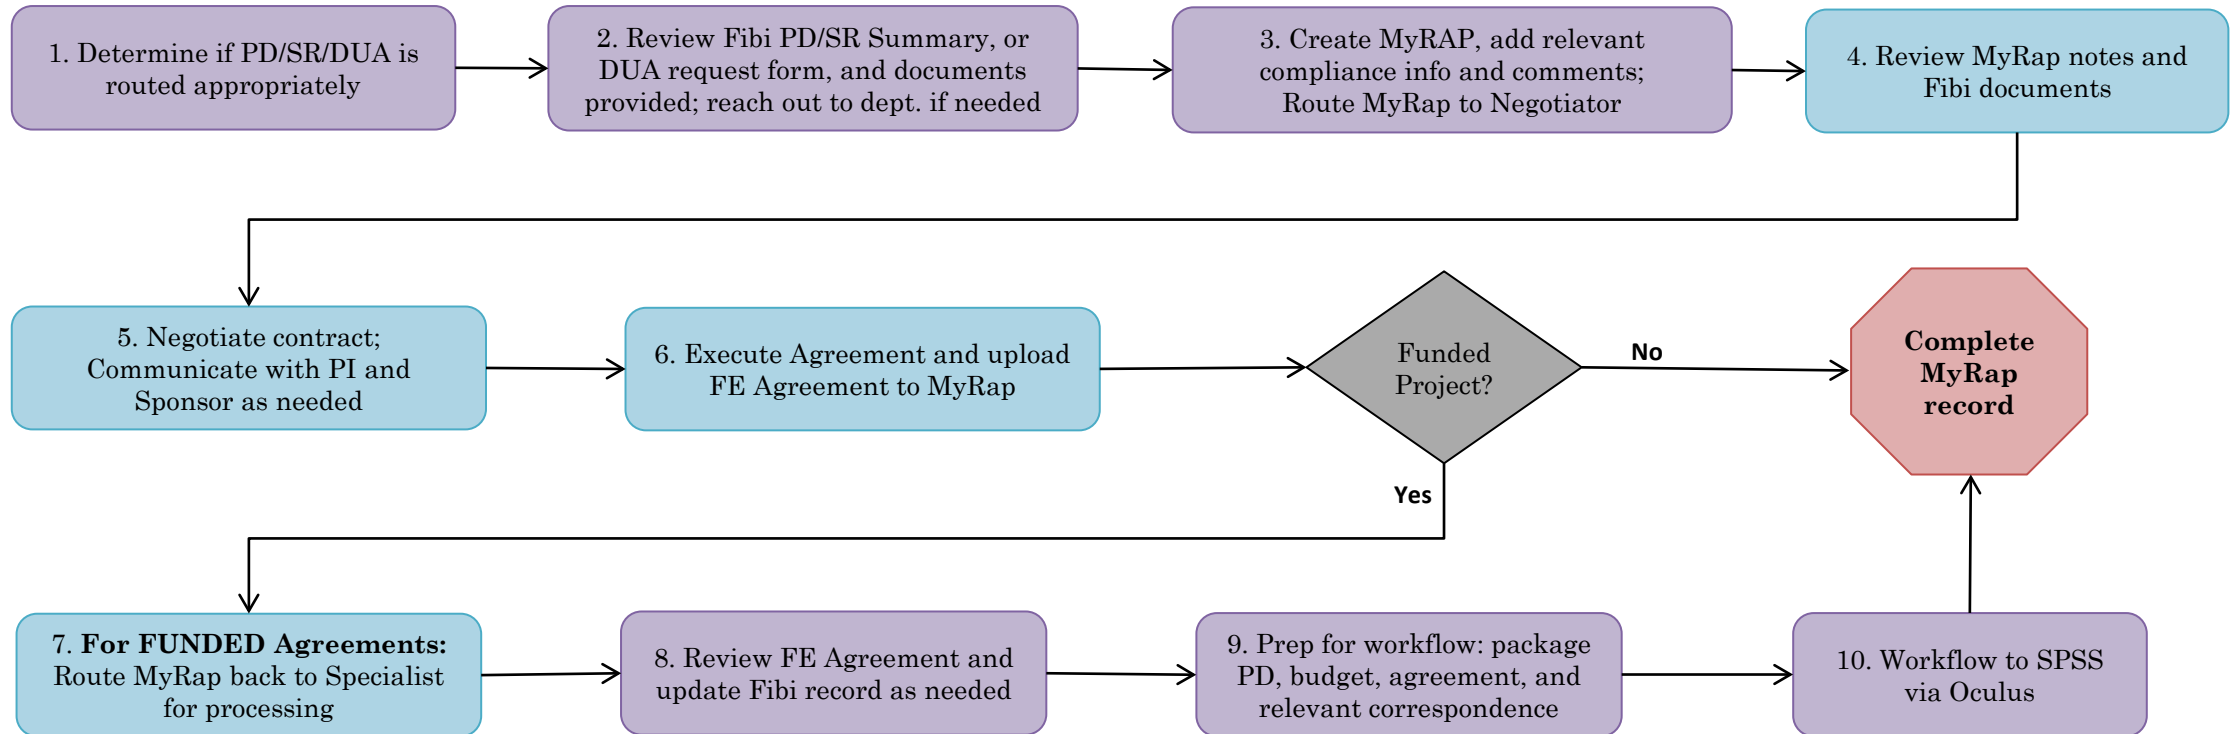 1. Determine if PD/SR/DUA is
routed appropriately
2. Review Fibi PD/SR Summary, or
DUA request form, and documents
provided; reach out to dept. if needed
3. Create MyRAP, add relevant
compliance info and comments;
Route MyRap to Negotiator
4. Review MyRap notes and
Fibi documents
5. Negotiate contract;
Communicate with PI and
Sponsor as needed
6. Execute Agreement and upload
FE Agreement to MyRap
Funded
Project?
No
Complete
MyRap
record
Yes
7. For FUNDED Agreements:
Route MyRap back to Specialist
for processing
8. Review FE Agreement and
update Fibi record as needed
9. Prep for workflow: package
PD, budget, agreement, and
relevant correspondence
10. Workflow to SPSS
via Oculus